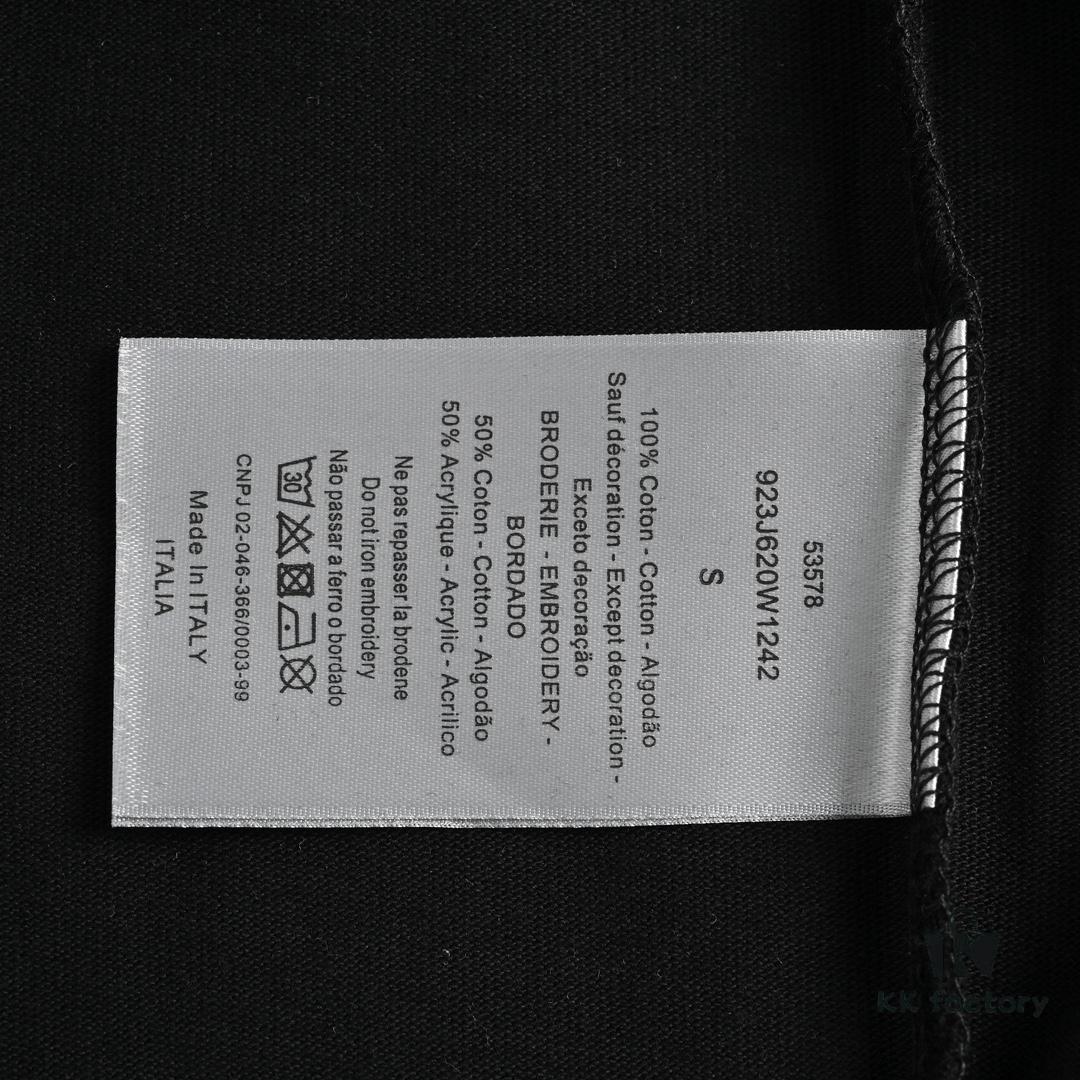 53578
923J620W1242
S
100% Coton - Cotton - Algodão
Sauf décoration - Except decoration -
Exceto decoração
BRODERIE - EMBROIDERY -
BORDADO
50% Coton - Cotton - Algodão
50% Acrylique - Acrylic - Acrilico
Ne pas repasser la brodene
Do not iron embroidery
Não passar a ferro o bordado
30
CNPJ 02-046-366/0003-99
Made In ITALY
ITALIA
KK factory